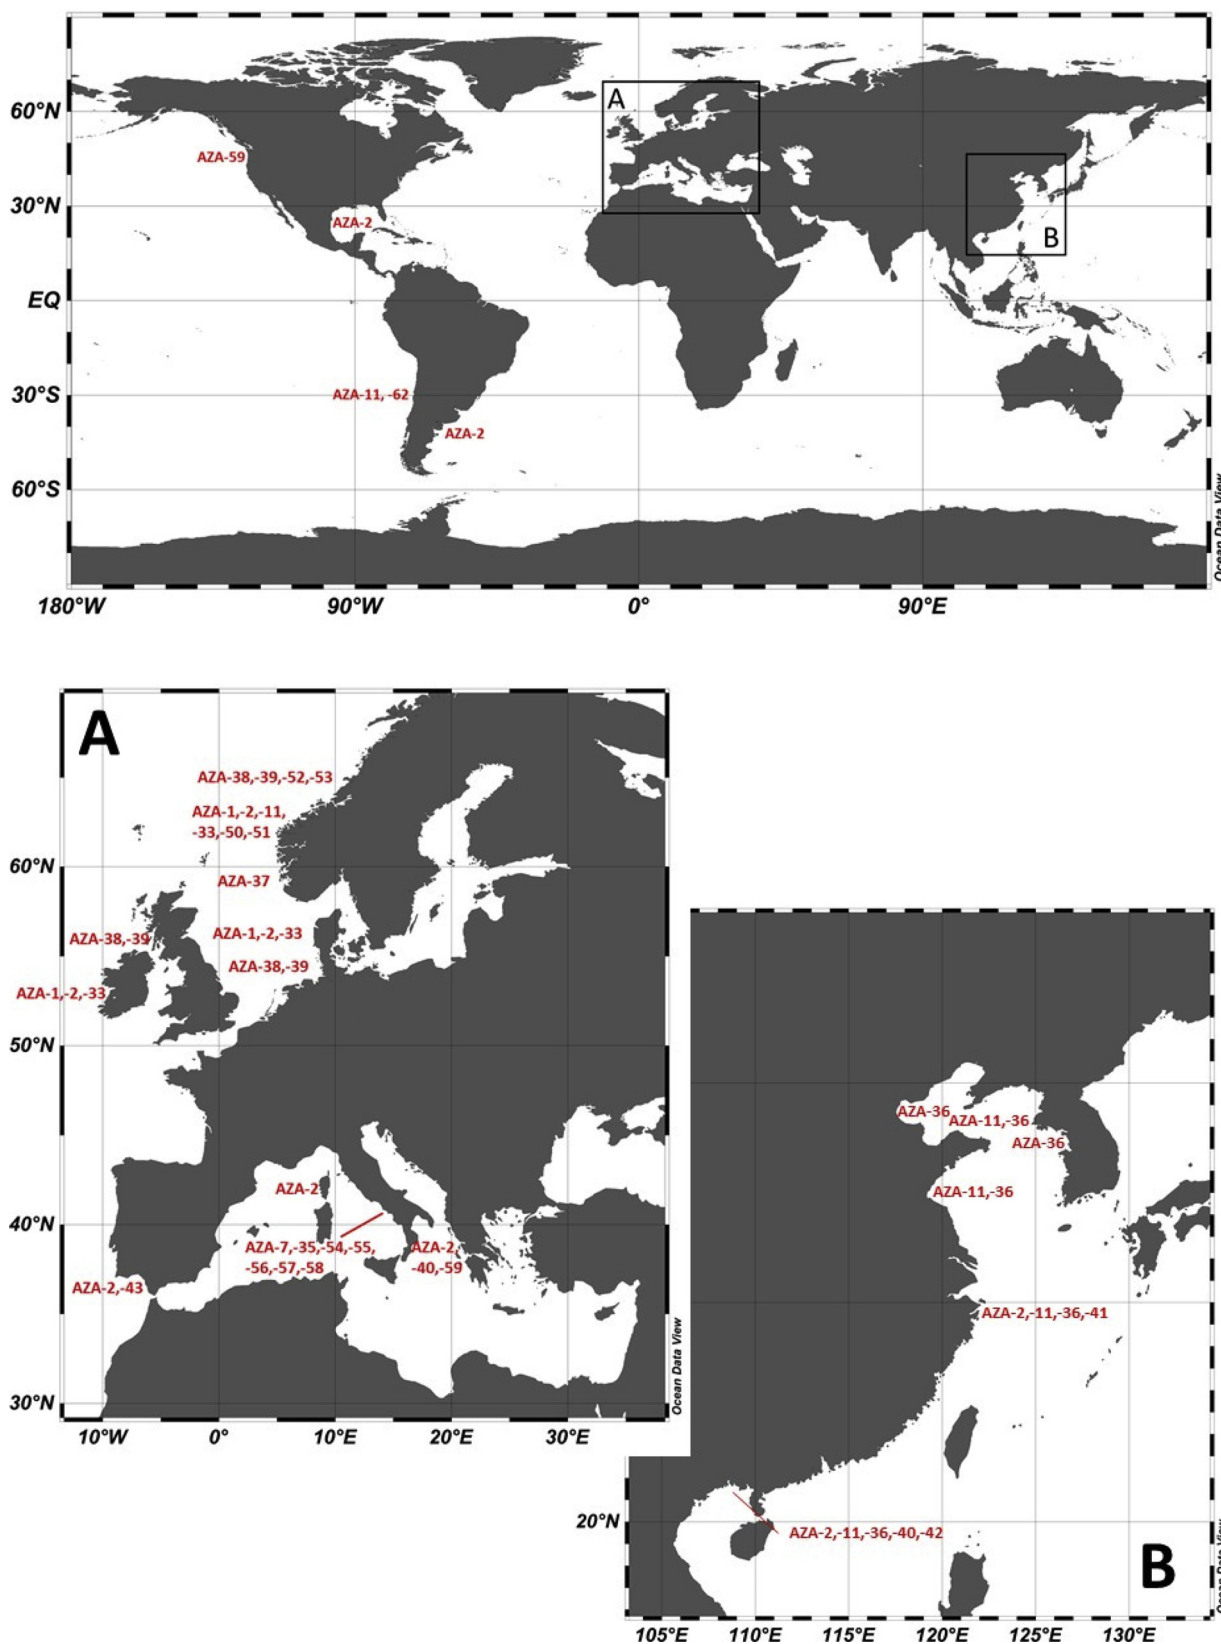 A
60°N
AZA-59
30°N
AZA-2
B
EQ
AZA-11, -62
30°S
AZA-2
60°S
Ocean Data View
180°W 90°W 0° 90°E
A
AZA-38,-39,-52,-53
AZA-1,-2,-11,
-33,-50,-51
60°N
AZA-37
AZA-1,-2,-33
AZA-38,-39
AZA-38,-39
AZA-1,-2,-33
50°N
AZA-2
40°N
AZA-7,-35,-54,-55,
-56,-57,-58
AZA-2,
-40,-59
AZA-2,-43
30°N
Ocean Data View
10°W 0° 10°E 20°E 30°E
AZA-36
AZA-11,-36
AZA-36
AZA-11,-36
AZA-2,-11,-36,-41
20°N
AZA-2,-11,-36,-40,-42
B
Ocean Data View
105°E 110°E 115°E 120°E 125°E 130°E